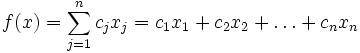 f(x) = \sum_{j=1}^{n} c_j x_j = c_1 x_1 + c_2 x_2 + \ldots + c_n x_n